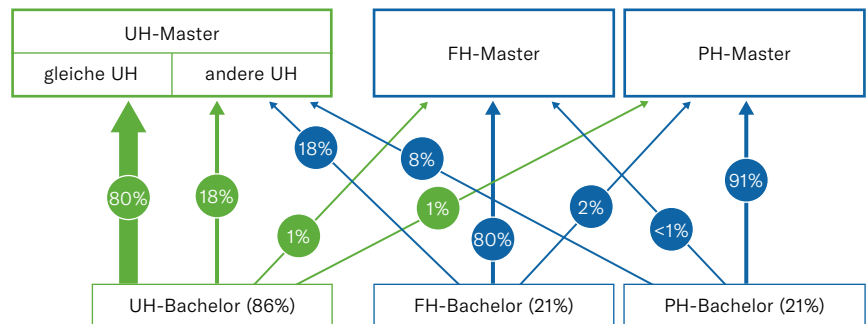 UH-Master
gleiche UH
andere UH
FH-Master
PH-Master
80%
18%
1%
1%
18%
8%
80%
2%
<1%
91%
UH-Bachelor (86%)
FH-Bachelor (21%)
PH-Bachelor (21%)